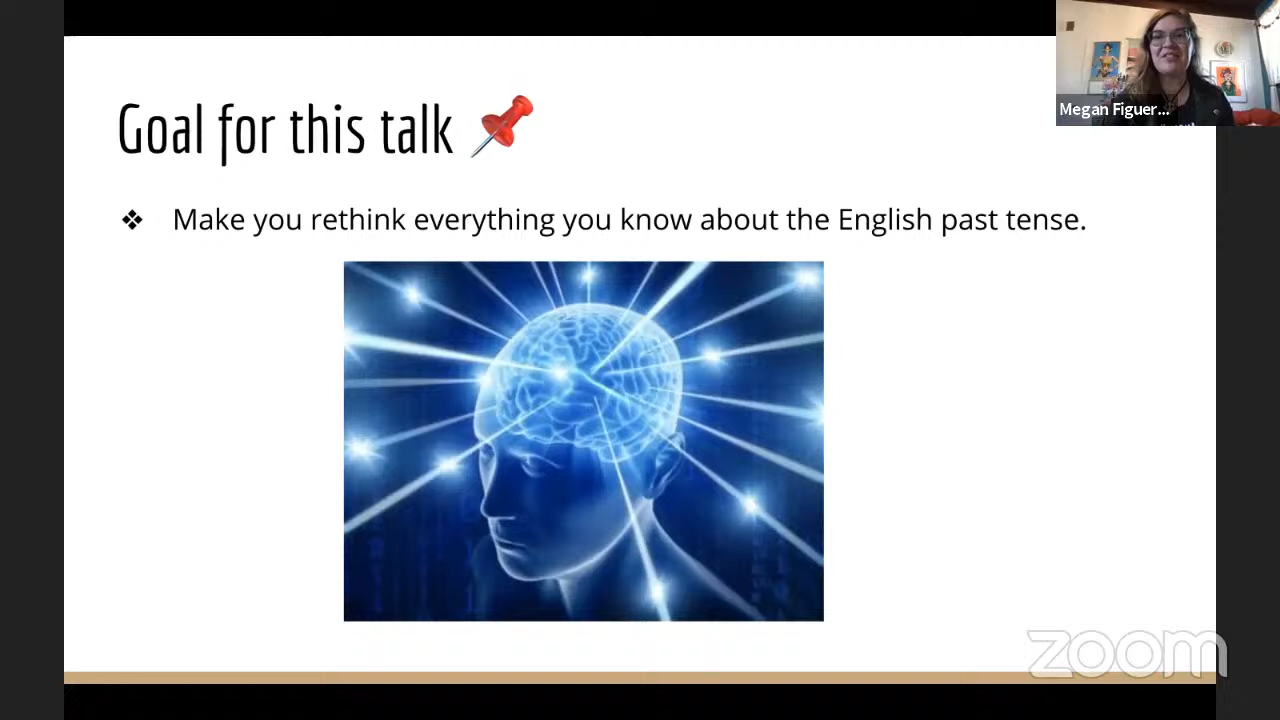 Goal for this talk
Make you rethink everything you know about the English past tense.
Megan Figuer...
zoom